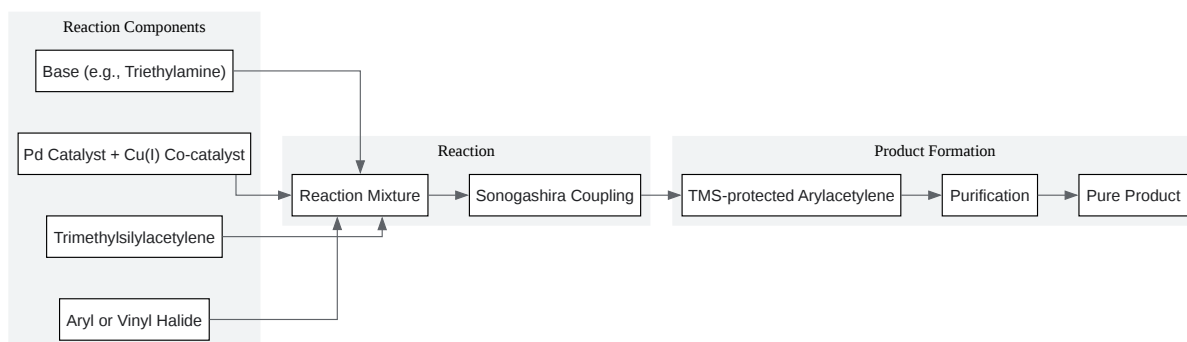 Reaction Components
Base (e.g., Triethylamine)
Pd Catalyst + Cu(I) Co-catalyst
Trimethylsilylacetylene
Aryl or Vinyl Halide
Reaction
Reaction Mixture
Sonogashira Coupling
Product Formation
TMS-protected Arylacetylene
Purification
Pure Product